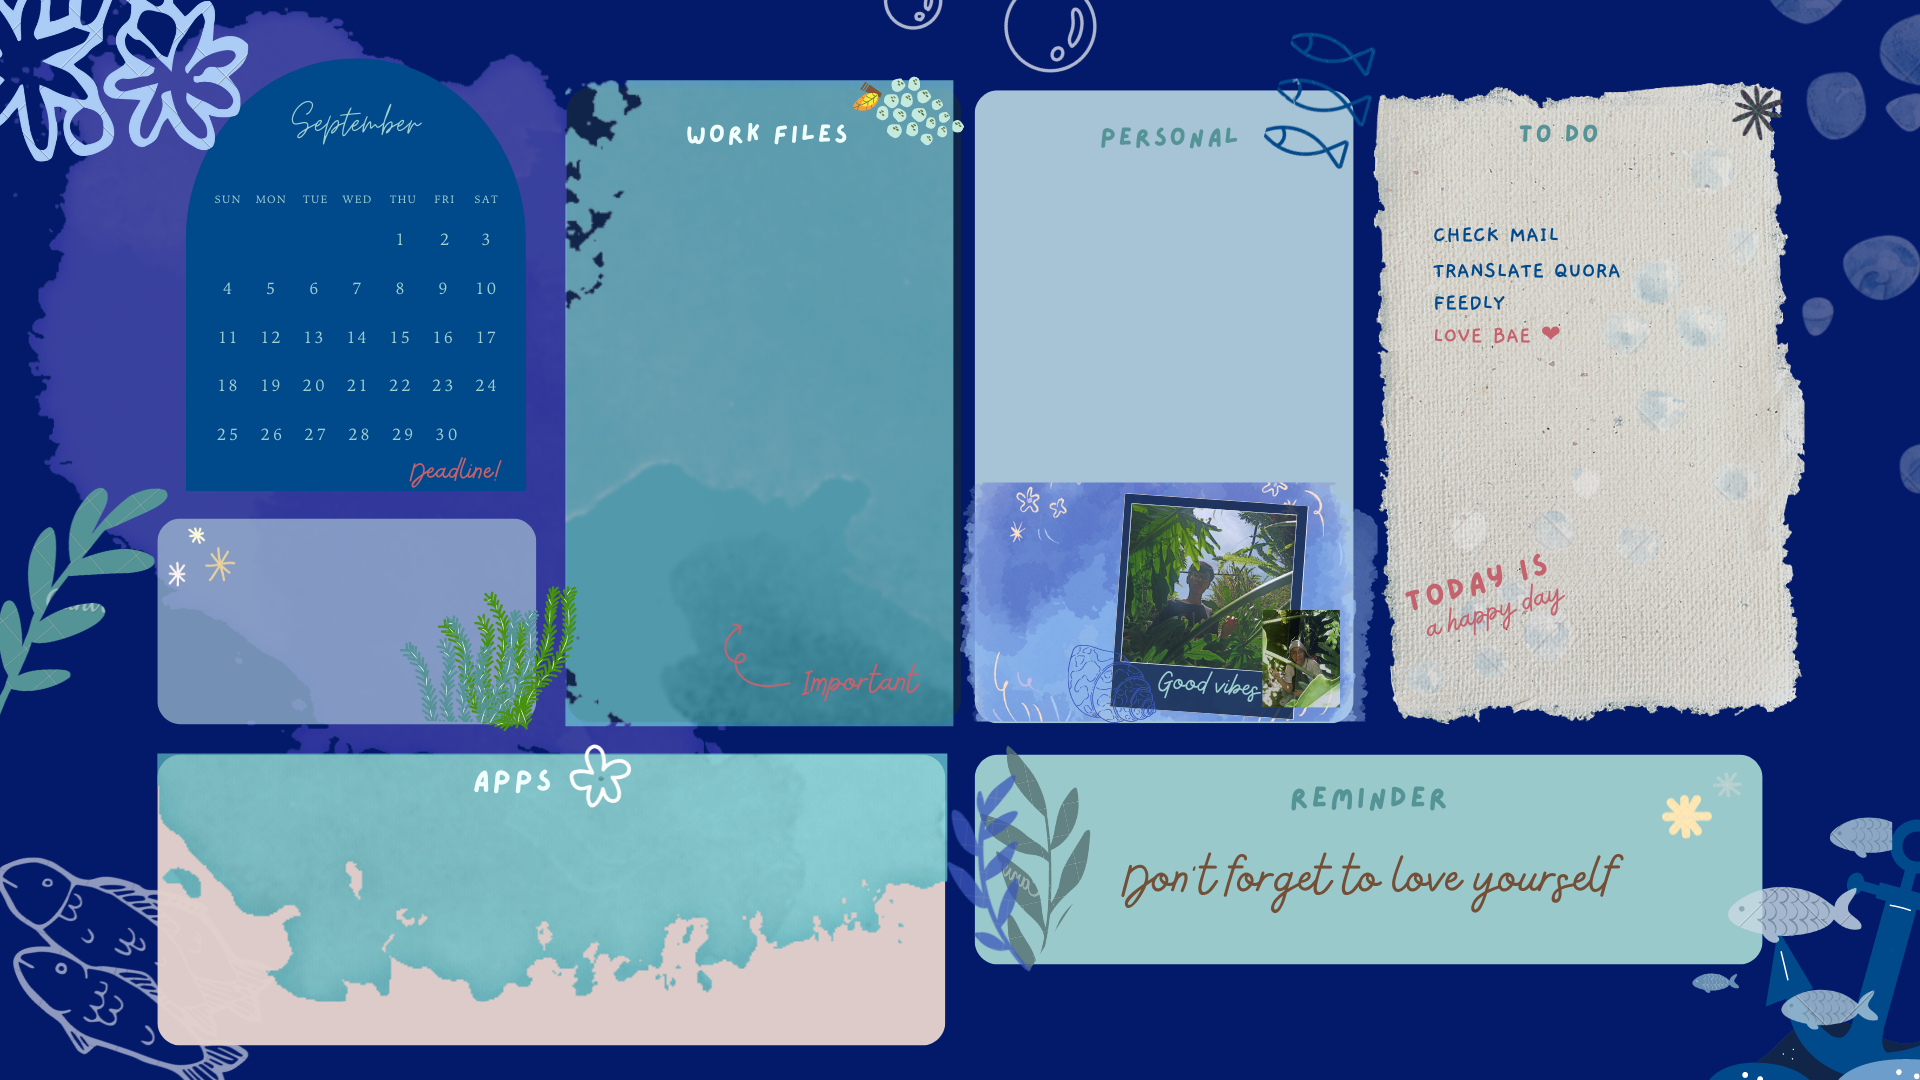 September
SUN MON TUE WED THU FRI SAT
1 2 3
4 5 6 7 8 9 10
11 12 13 14 15 16 17
18 19 20 21 22 23 24
25 26 27 28 29 30
Deadline!
WORK FILES
Important
PERSONAL
Good vibes
TO DO
CHECK MAIL
TRANSLATE QUORA
FEEDLY
LOVE BAE ❤
TODAY IS
a happy day
APPS
REMINDER
Don't forget to love yourself